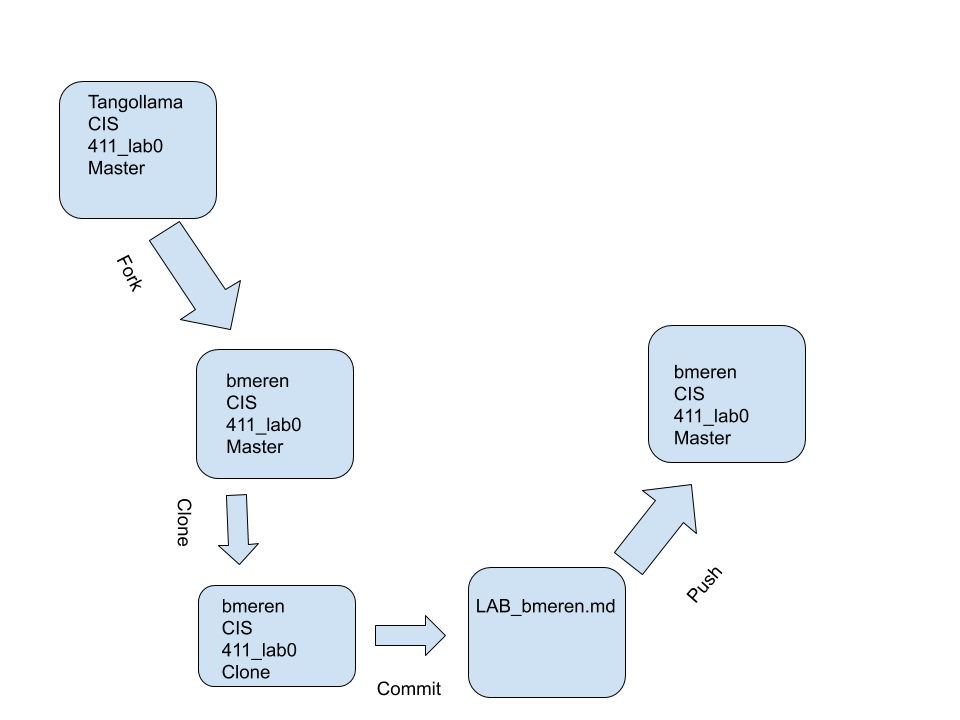 Tangollama
CIS
411_lab0
Master
Fork
bmeren
CIS
411_lab0
Master
Clone
bmeren
CIS
411_lab0
Clone
Commit
LAB_bmeren.md
Push
bmeren
CIS
411_lab0
Master